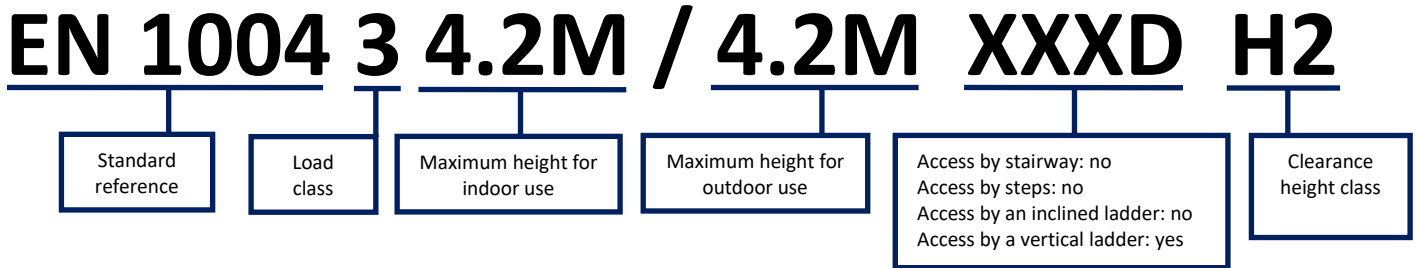 EN 1004 3 4.2M / 4.2M XXXD H2
Standard
reference
Load
class
Maximum height for
indoor use
Maximum height for
outdoor use
Access by stairway: no
Access by steps: no
Access by an inclined ladder: no
Access by a vertical ladder: yes
Clearance
height class